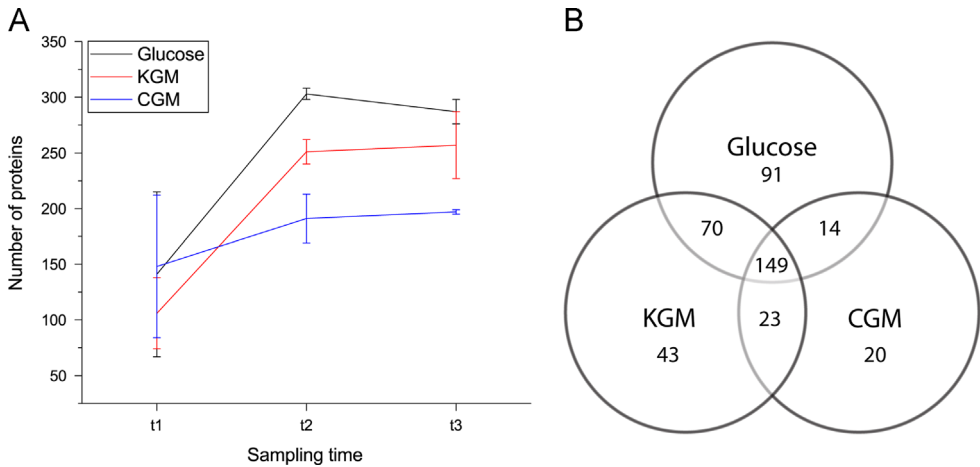 A
350
300
250
200
150
100
50
Number of proteins
Glucose
KGM
CGM
t1
t2
t3
Sampling time
B
Glucose
91
70
14
149
KGM
23
CGM
43
20